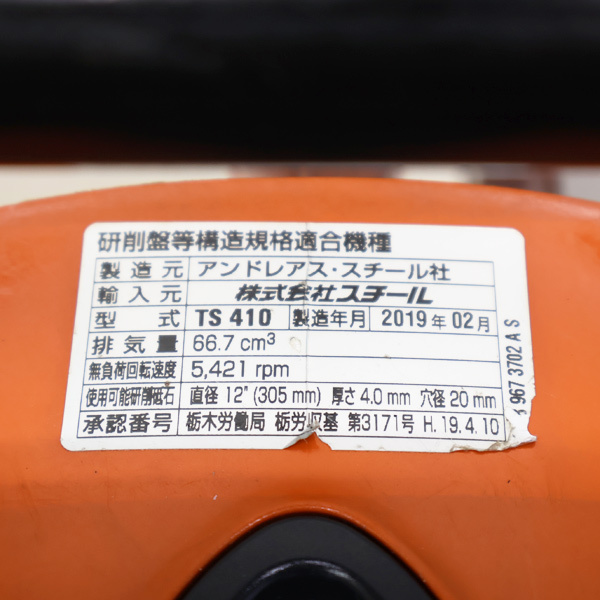 研削盤等構造規格適合機種
製造元 アンドレアス・スチール社
輸入元 株式会社スチール
型式 TS 410 製造年月 2019年02月
排気量 66.7 cm³
無負荷回転速度 5,421 rpm
使用可能研削砥石 直径 12" (305 mm) 厚さ 4.0 mm 穴径 20 mm
承認番号 栃木労働局 栃労収基 第3171号 H.19.4.10
967 3702 A S